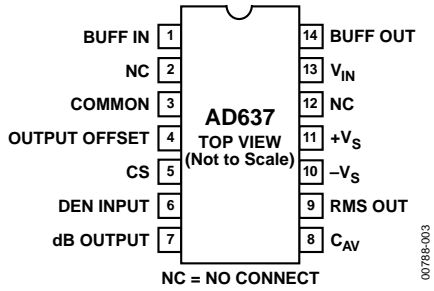 BUFF IN 1
14 BUFF OUT
NC 2
13 VIN
COMMON 3
12 NC
AD637
OUTPUT OFFSET 4
TOP VIEW
11 +VS
(Not to Scale)
CS 5
10 –VS
DEN INPUT 6
9 RMS OUT
dB OUTPUT 7
8 CAV
NC = NO CONNECT
00788-003